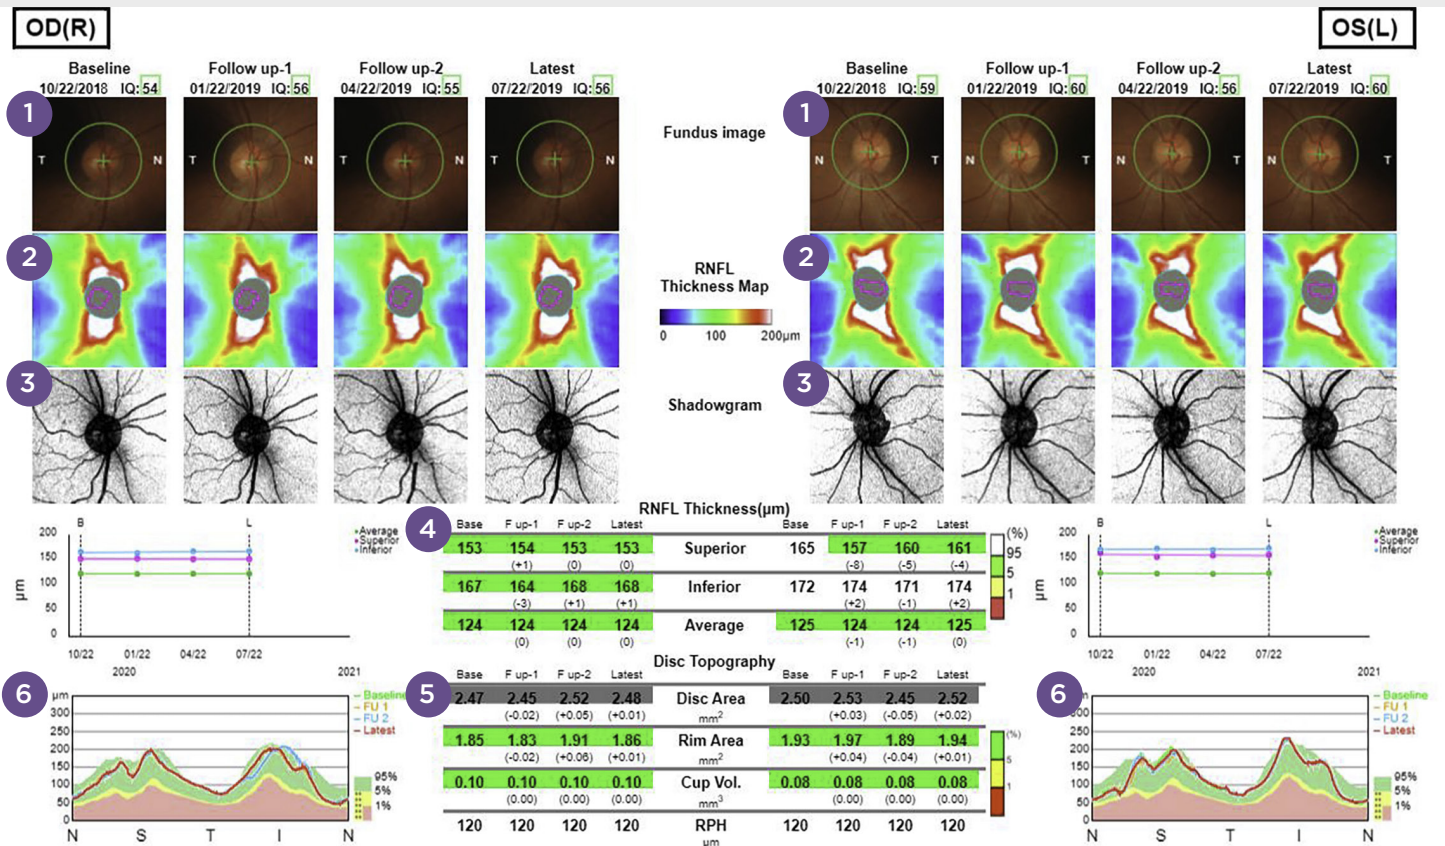 OD(R)
OS(L)
Baseline Follow up-1 Follow up-2 Latest
10/22/2018 IQ: 54 01/22/2019 IQ: 56 04/22/2019 IQ: 55 07/22/2019 IQ: 56
Baseline Follow up-1 Follow up-2 Latest
10/22/2018 IQ: 59 01/22/2019 IQ: 60 04/22/2019 IQ: 56 07/22/2019 IQ: 60
1
T N T N T N T N
Fundus image
1
N T N T N T N T
2
RNFL
Thickness Map
0 100 200µm
2
3
Shadowgram
3
RNFL Thickness(µm)
4
Base F up-1 F up-2 Latest Base F up-1 F up-2 Latest
153 154 153 153 Superior 165 157 160 161
(+1) (0) (0) (-8) (-5) (-4)
167 164 168 168 Inferior 172 174 171 174
(-3) (+1) (+1) (+2) (-1) (+2)
124 124 124 124 Average 125 124 124 125
(0) (0) (0) (-1) (-1) (0)
(%)
95
5
1
B L
Average
Superior
Inferior
200
150
100
50
0
µm
10/22 01/22 04/22 07/22
2020 2021
B L
Average
Superior
Inferior
200
150
100
50
0
µm
10/22 01/22 04/22 07/22
2020 2021
Disc Topography
5
Base F up-1 F up-2 Latest Base F up-1 F up-2 Latest
2.47 2.45 2.52 2.48 Disc Area 2.50 2.53 2.45 2.52
(-0.02) (+0.05) (+0.01) mm² (+0.03) (-0.05) (+0.02)
1.85 1.83 1.91 1.86 Rim Area 1.93 1.97 1.89 1.94
(-0.02) (+0.06) (+0.01) mm² (+0.04) (-0.04) (+0.01)
0.10 0.10 0.10 0.10 Cup Vol. 0.08 0.08 0.08 0.08
(0.00) (0.00) (0.00) mm³ (0.00) (0.00) (0.00)
120 120 120 120 RPH 120 120 120 120
µm
(%)
5
1
6
µm
300
250
200
150
100
50
0
Baseline
FU 1
FU 2
Latest
95%
5%
1%
N S T I N
6
300
250
200
150
100
50
0
Baseline
FU 1
FU 2
Latest
95%
5%
1%
N S T I N